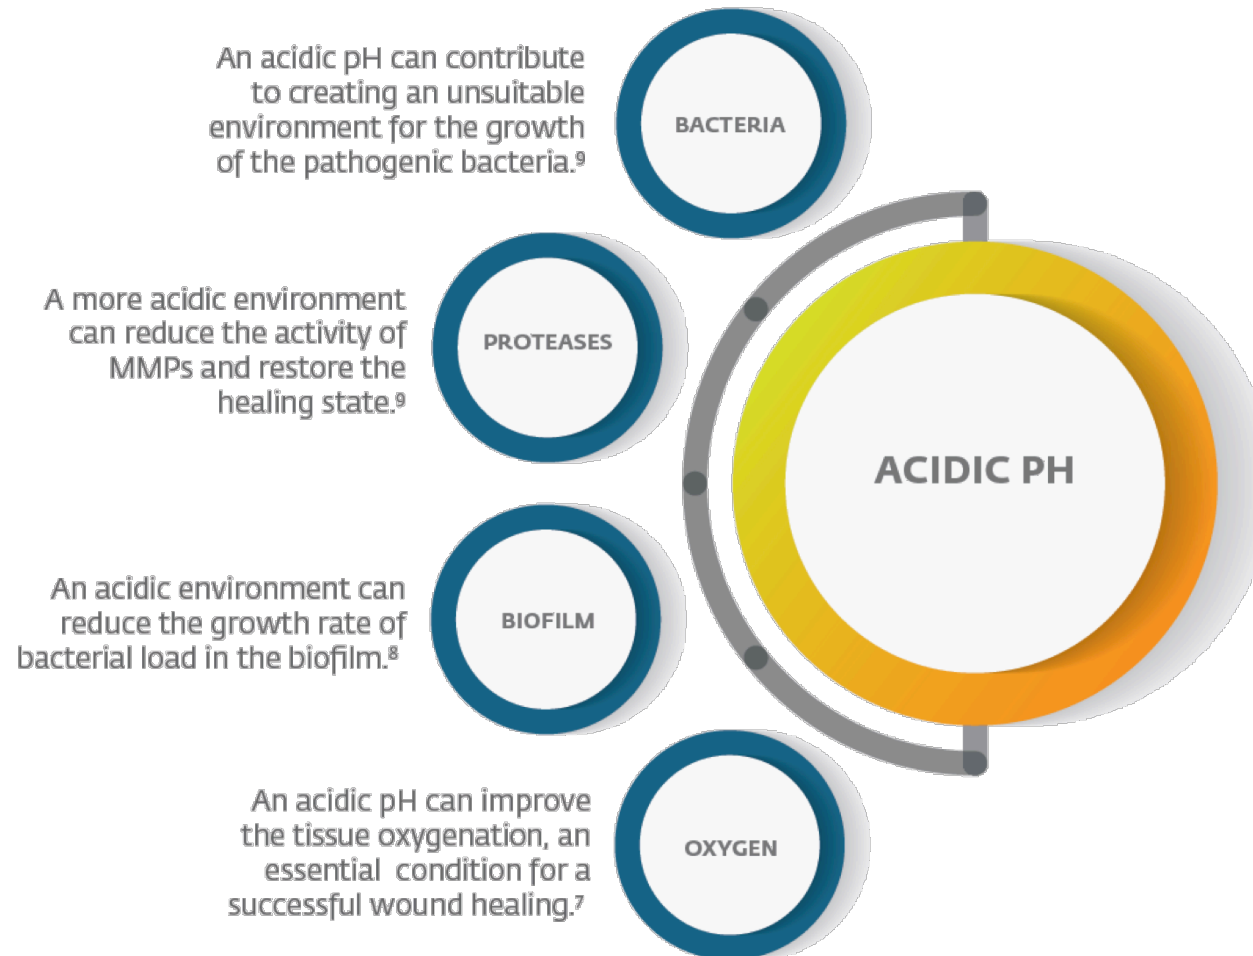 An acidic pH can contribute
to creating an unsuitable
environment for the growth
of the pathogenic bacteria.⁹
BACTERIA
A more acidic environment
can reduce the activity of
MMPs and restore the
healing state.⁹
PROTEASES
ACIDIC PH
An acidic environment can
reduce the growth rate of
bacterial load in the biofilm.⁸
BIOFILM
An acidic pH can improve
the tissue oxygenation, an
essential condition for a
successful wound healing.⁷
OXYGEN